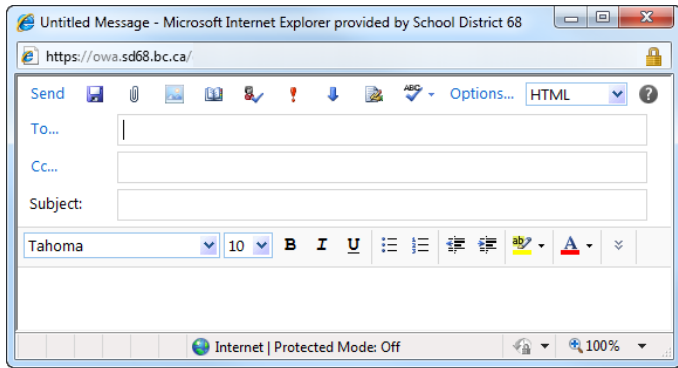 Untitled Message - Microsoft Internet Explorer provided by School District 68
https://owa.sd68.bc.ca/
Send Options... HTML
To...
Cc...
Subject:
Tahoma 10 B I U ab A
Internet | Protected Mode: Off 100%